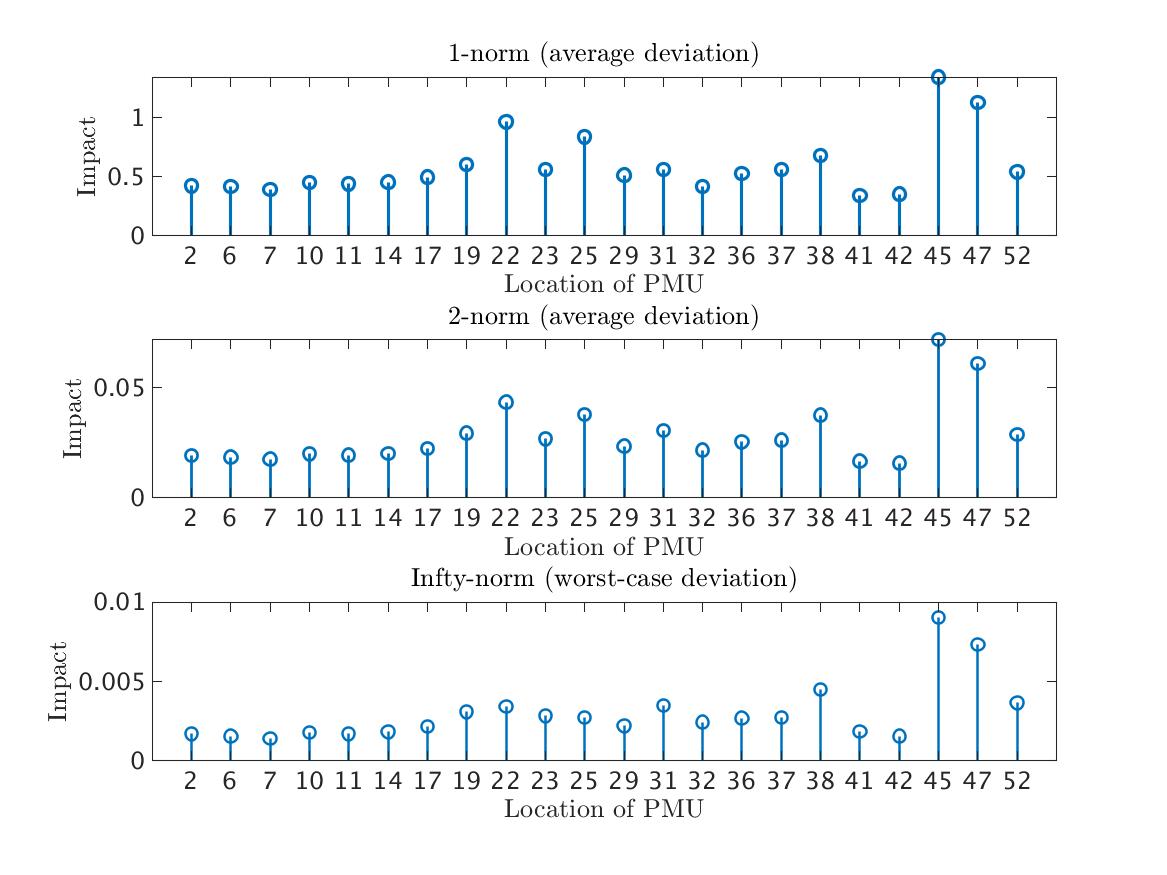 1-norm (average deviation)
1
0.5
0
Impact
2 6 7 10 11 14 17 19 22 23 25 29 31 32 36 37 38 41 42 45 47 52
Location of PMU
2-norm (average deviation)
0.05
0
Impact
2 6 7 10 11 14 17 19 22 23 25 29 31 32 36 37 38 41 42 45 47 52
Location of PMU
Infty-norm (worst-case deviation)
0.01
0.005
0
Impact
2 6 7 10 11 14 17 19 22 23 25 29 31 32 36 37 38 41 42 45 47 52
Location of PMU